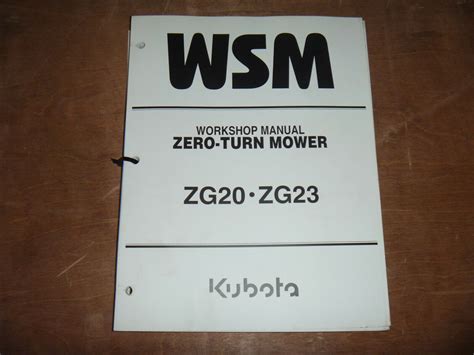 WSM
WORKSHOP MANUAL
ZERO-TURN MOWER
ZG20·ZG23
Kubota